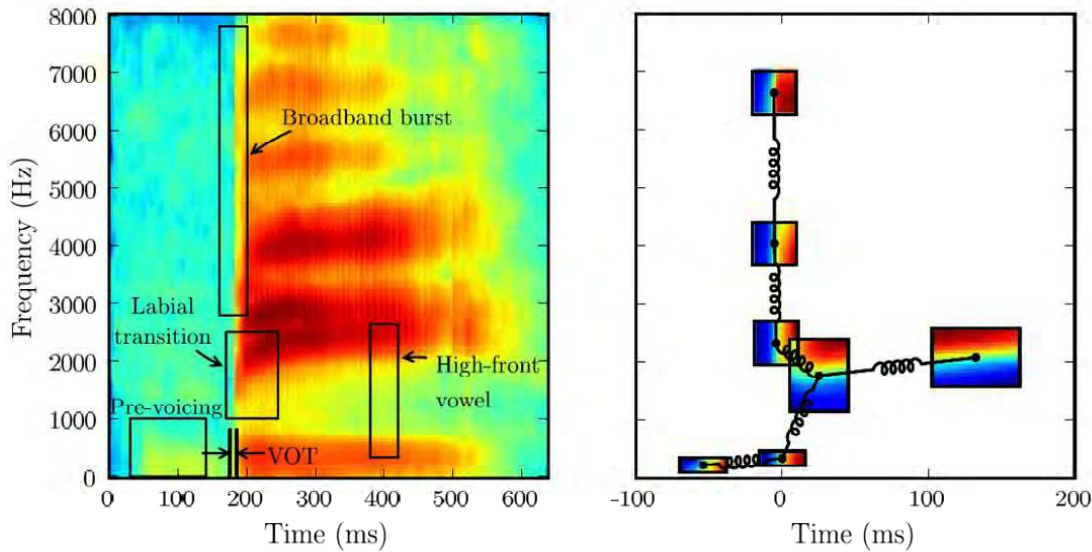 8000
7000
6000
5000
4000
3000
2000
1000
0
Frequency (Hz)
Broadband burst
Labial
transition
Pre-voicing
VOT
High-front
vowel
0 100 200 300 400 500 600
Time (ms)
-100 0 100 200
Time (ms)